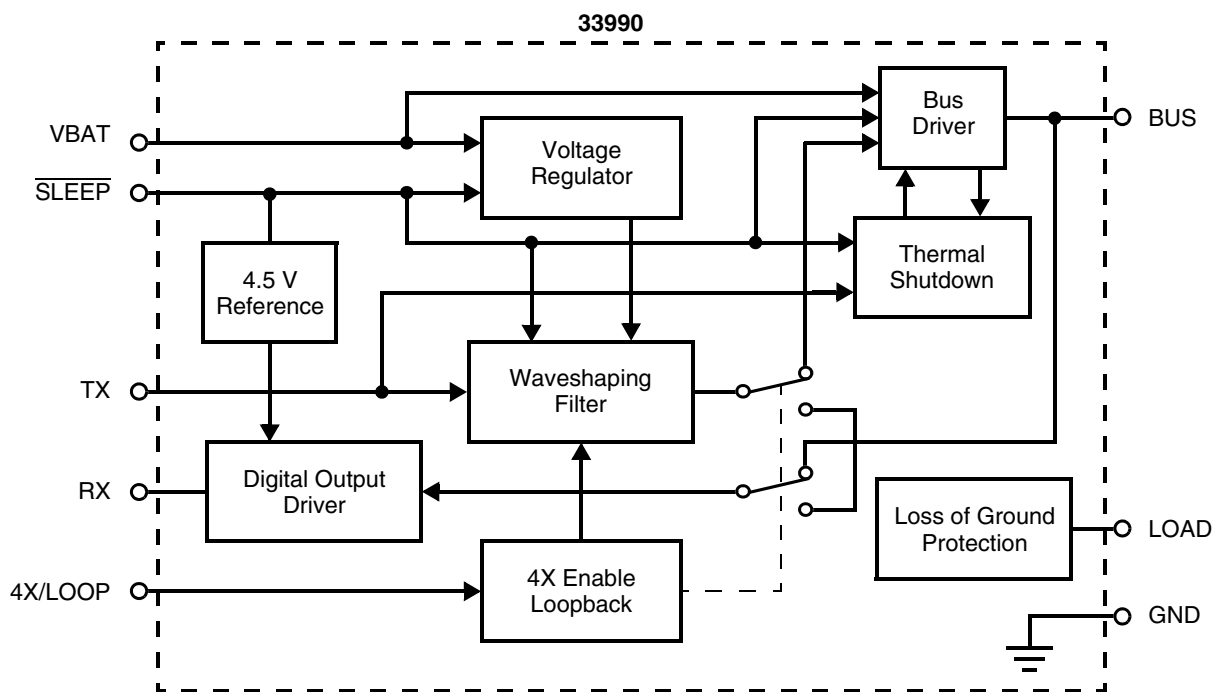 33990
VBAT
SLEEP
TX
RX
4X/LOOP
Voltage
Regulator
4.5 V
Reference
Waveshaping
Filter
Digital Output
Driver
4X Enable
Loopback
Bus
Driver
Thermal
Shutdown
Loss of Ground
Protection
BUS
LOAD
GND